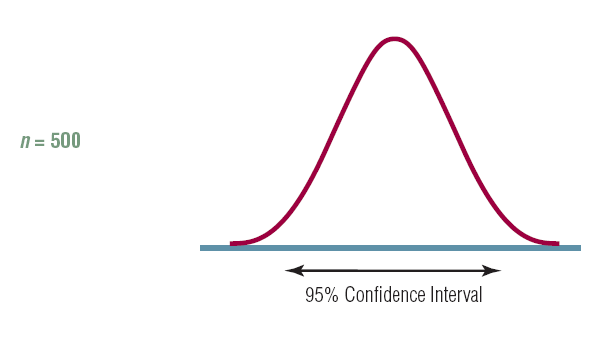 n = 500
95% Confidence Interval